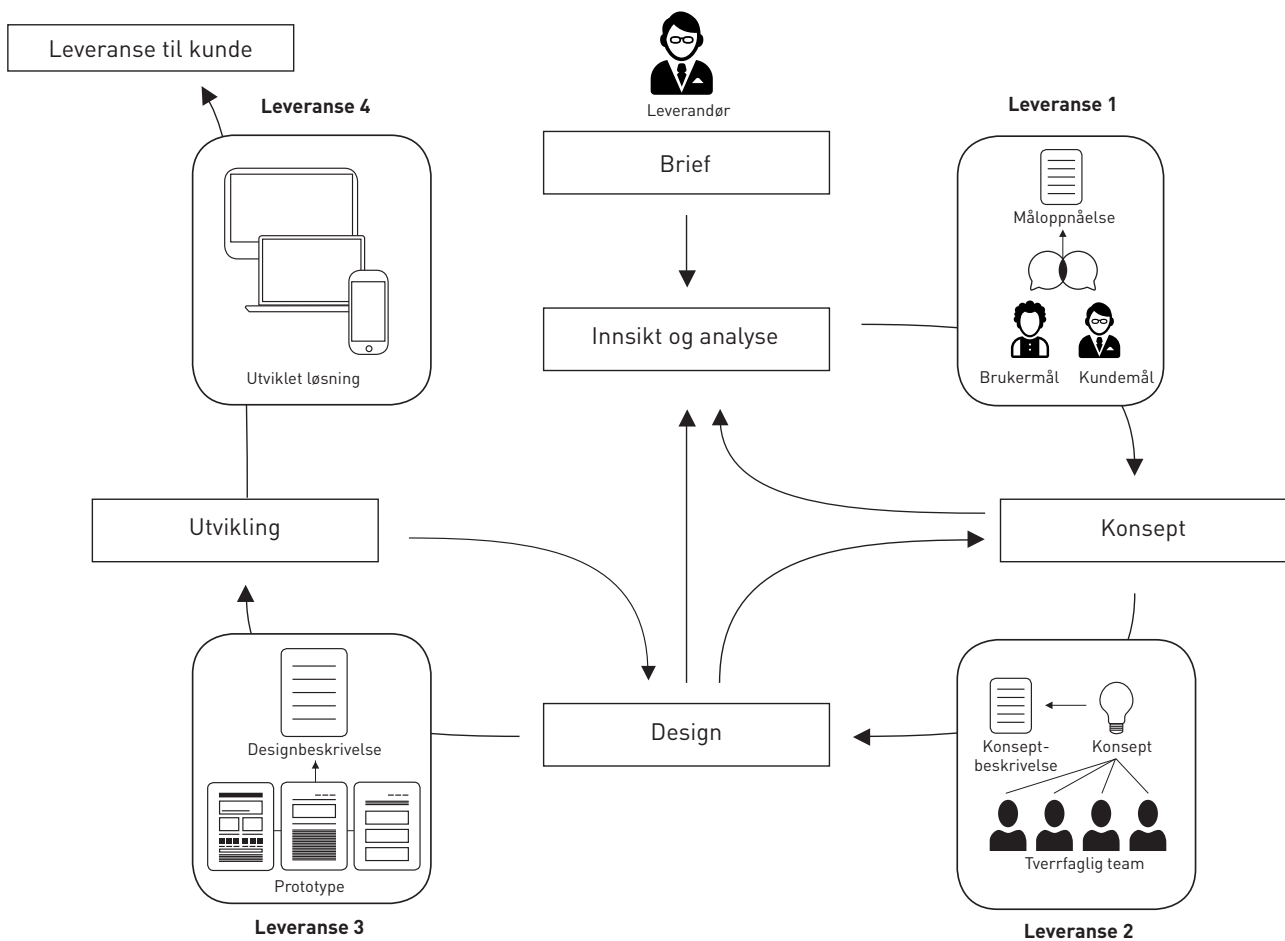 Leveranse til kunde
Leverandør
Brief
Leveranse 1
Måloppnåelse
Brukermål
Kundemål
Innsikt og analyse
Leveranse 4
Utviklet løsning
Utvikling
Konsept
Design
Konsept-
beskrivelse
Konsept
Tverrfaglig team
Leveranse 2
Designbeskrivelse
Prototype
Leveranse 3